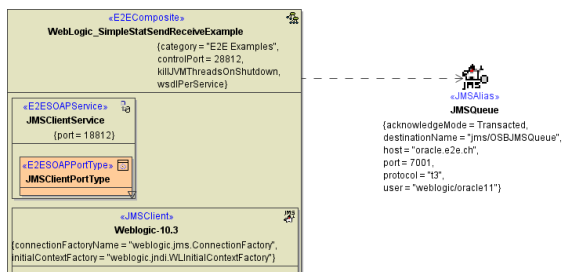 «E2EComposite»
WebLogic_SimpleStatSendReceiveExample
{category = "E2E Examples",
controlPort = 28812,
killJVMThreadsOnShutdown,
wsdlPerService}
«E2ESOAPService»
JMSClientService
{port = 18812}
«E2ESOAPPortType»
JMSClientPortType
«JMSClient»
JMS
Weblogic-10.3
{connectionFactoryName = "weblogic.jms.ConnectionFactory",
initialContextFactory = "weblogic.jndi.WLInitialContextFactory"}
JMS
«JMSAlias»
JMSQueue
{acknowledgeMode = Transacted,
destinationName = "jms/OSBJMSQueue",
host = "oracle.e2e.ch",
port = 7001,
protocol = "t3",
user = "weblogic/oracle11"}